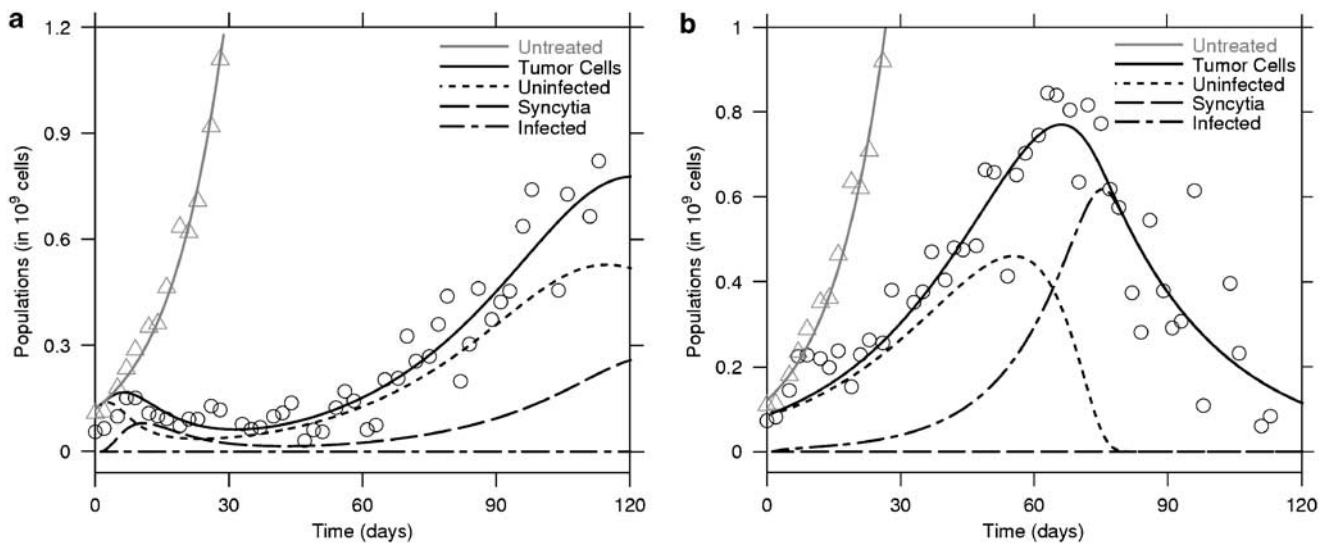 a
Populations (in 10⁹ cells)
1.2
0.9
0.6
0.3
0
0 30 60 90 120
Time (days)
Untreated
Tumor Cells
Uninfected
Syncytia
Infected
b
Populations (in 10⁹ cells)
1
0.8
0.6
0.4
0.2
0
0 30 60 90 120
Time (days)
Untreated
Tumor Cells
Uninfected
Syncytia
Infected